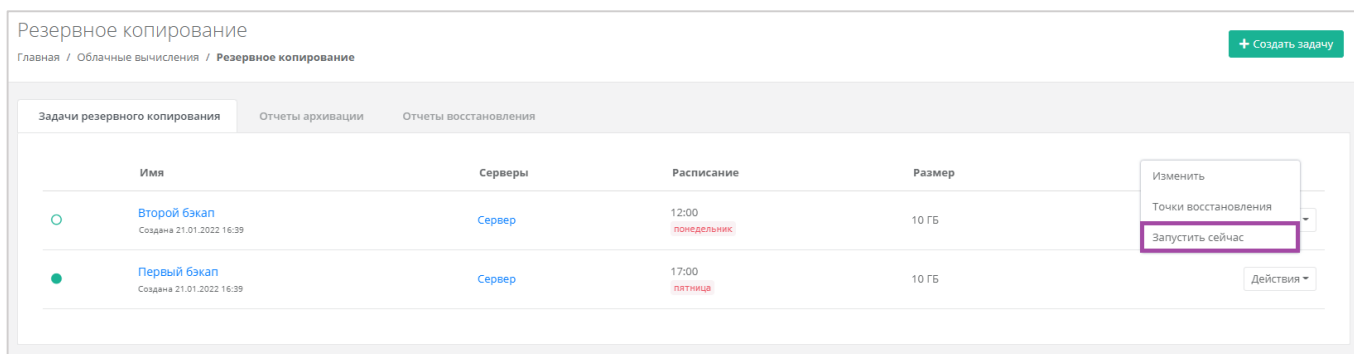 Резервное копирование
Главная / Облачные вычисления / Резервное копирование
+ Создать задачу
Задачи резервного копирования Отчеты архивации Отчеты восстановления
Имя Серверы Расписание Размер
Изменить
Точки восстановления
Запустить сейчас
Второй бэкап Сервер 12:00 10 ГБ
Создана 21.01.2022 16:39 понедельник
Первый бэкап Сервер 17:00 10 ГБ Действия
Создана 21.01.2022 16:39 пятница